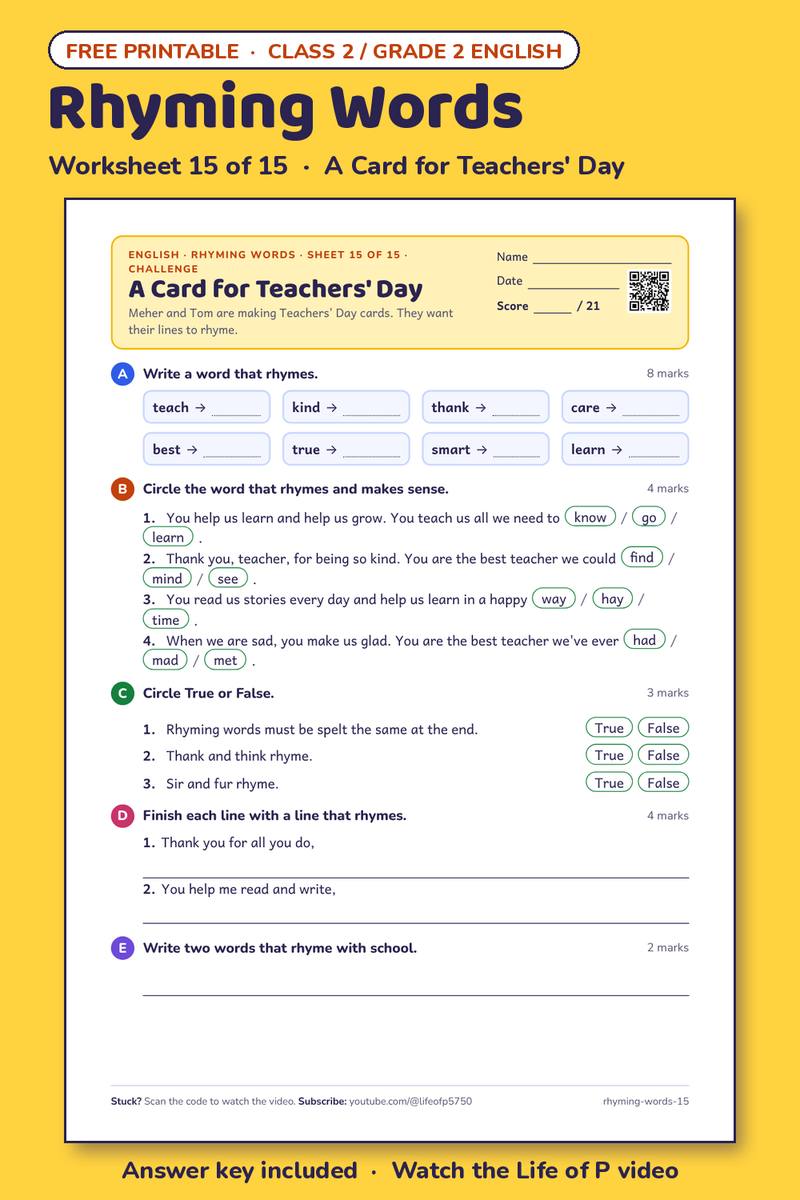 FREE PRINTABLE · CLASS 2 / GRADE 2 ENGLISH
Rhyming Words
Worksheet 15 of 15 · A Card for Teachers' Day
ENGLISH · RHYMING WORDS · SHEET 15 OF 15 ·
CHALLENGE
A Card for Teachers' Day
Meher and Tom are making Teachers' Day cards. They want
their lines to rhyme.
Name
Date
Score / 21
A Write a word that rhymes. 8 marks
teach → kind → thank → care →
best → true → smart → learn →
B Circle the word that rhymes and makes sense. 4 marks
1. You help us learn and help us grow. You teach us all we need to know / go /
learn .
2. Thank you, teacher, for being so kind. You are the best teacher we could find /
mind / see .
3. You read us stories every day and help us learn in a happy way / hay /
time .
4. When we are sad, you make us glad. You are the best teacher we've ever had /
mad / met .
C Circle True or False. 3 marks
1. Rhyming words must be spelt the same at the end. True False
2. Thank and think rhyme. True False
3. Sir and fur rhyme. True False
D Finish each line with a line that rhymes. 4 marks
1. Thank you for all you do,
2. You help me read and write,
E Write two words that rhyme with school. 2 marks
Stuck? Scan the code to watch the video. Subscribe: youtube.com/@lifeofp5750 rhyming-words-15
Answer key included · Watch the Life of P video